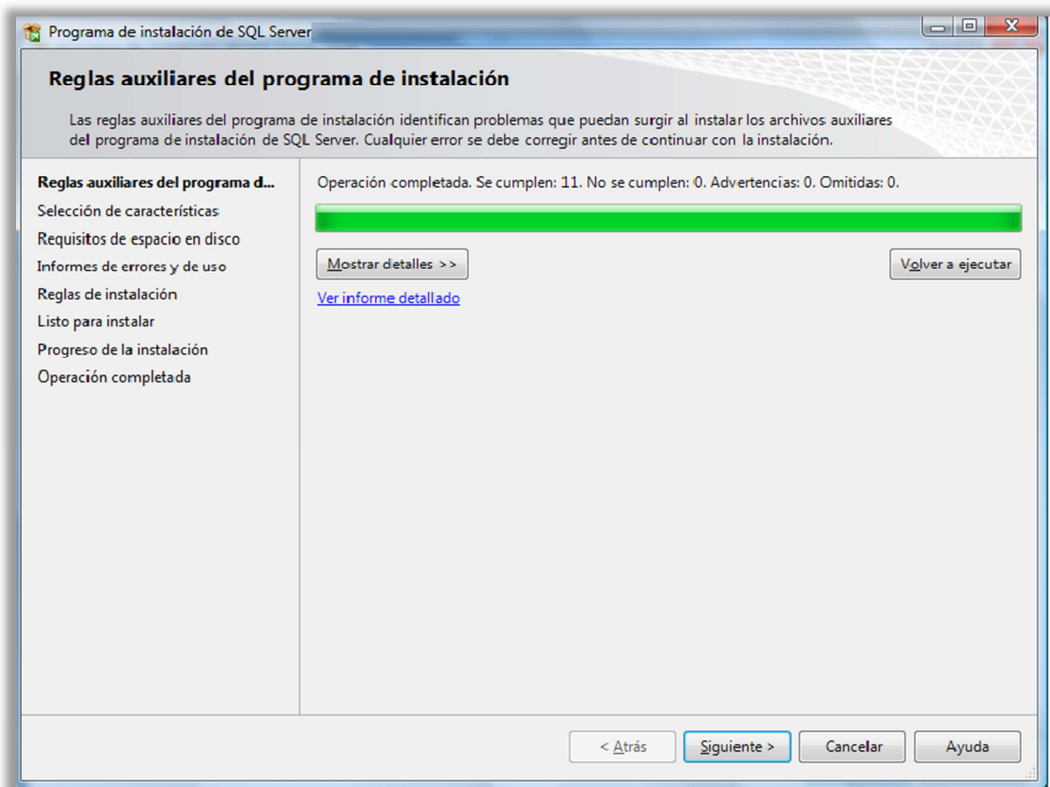 Programa de instalación de SQL Server
Reglas auxiliares del programa de instalación
Las reglas auxiliares del programa de instalación identifican problemas que puedan surgir al instalar los archivos auxiliares
del programa de instalación de SQL Server. Cualquier error se debe corregir antes de continuar con la instalación.
Reglas auxiliares del programa d...
Selección de características
Requisitos de espacio en disco
Informes de errores y de uso
Reglas de instalación
Listo para instalar
Progreso de la instalación
Operación completada
Operación completada. Se cumplen: 11. No se cumplen: 0. Advertencias: 0. Omitidas: 0.
Mostrar detalles >>
Volver a ejecutar
Ver informe detallado
< Atrás
Siguiente >
Cancelar
Ayuda